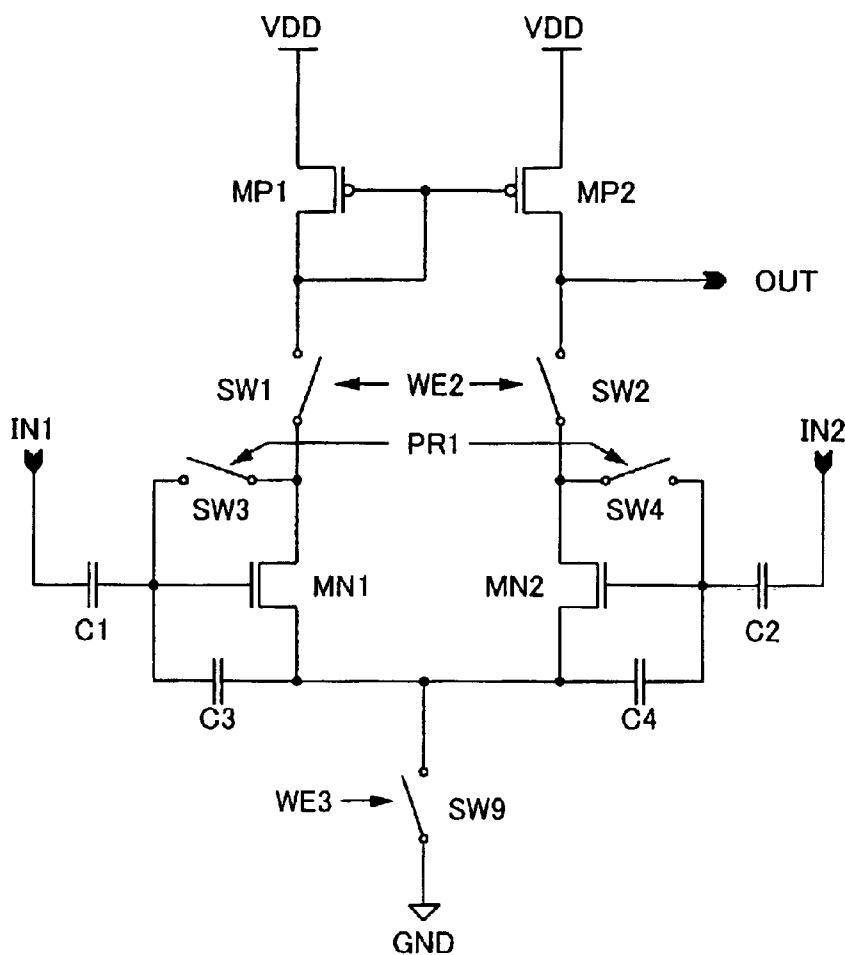 VDD VDD
MP1 MP2
OUT
SW1 WE2 SW2
IN1 PR1 IN2
SW3 SW4
MN1 MN2
C1 C2
C3 C4
WE3 SW9
GND